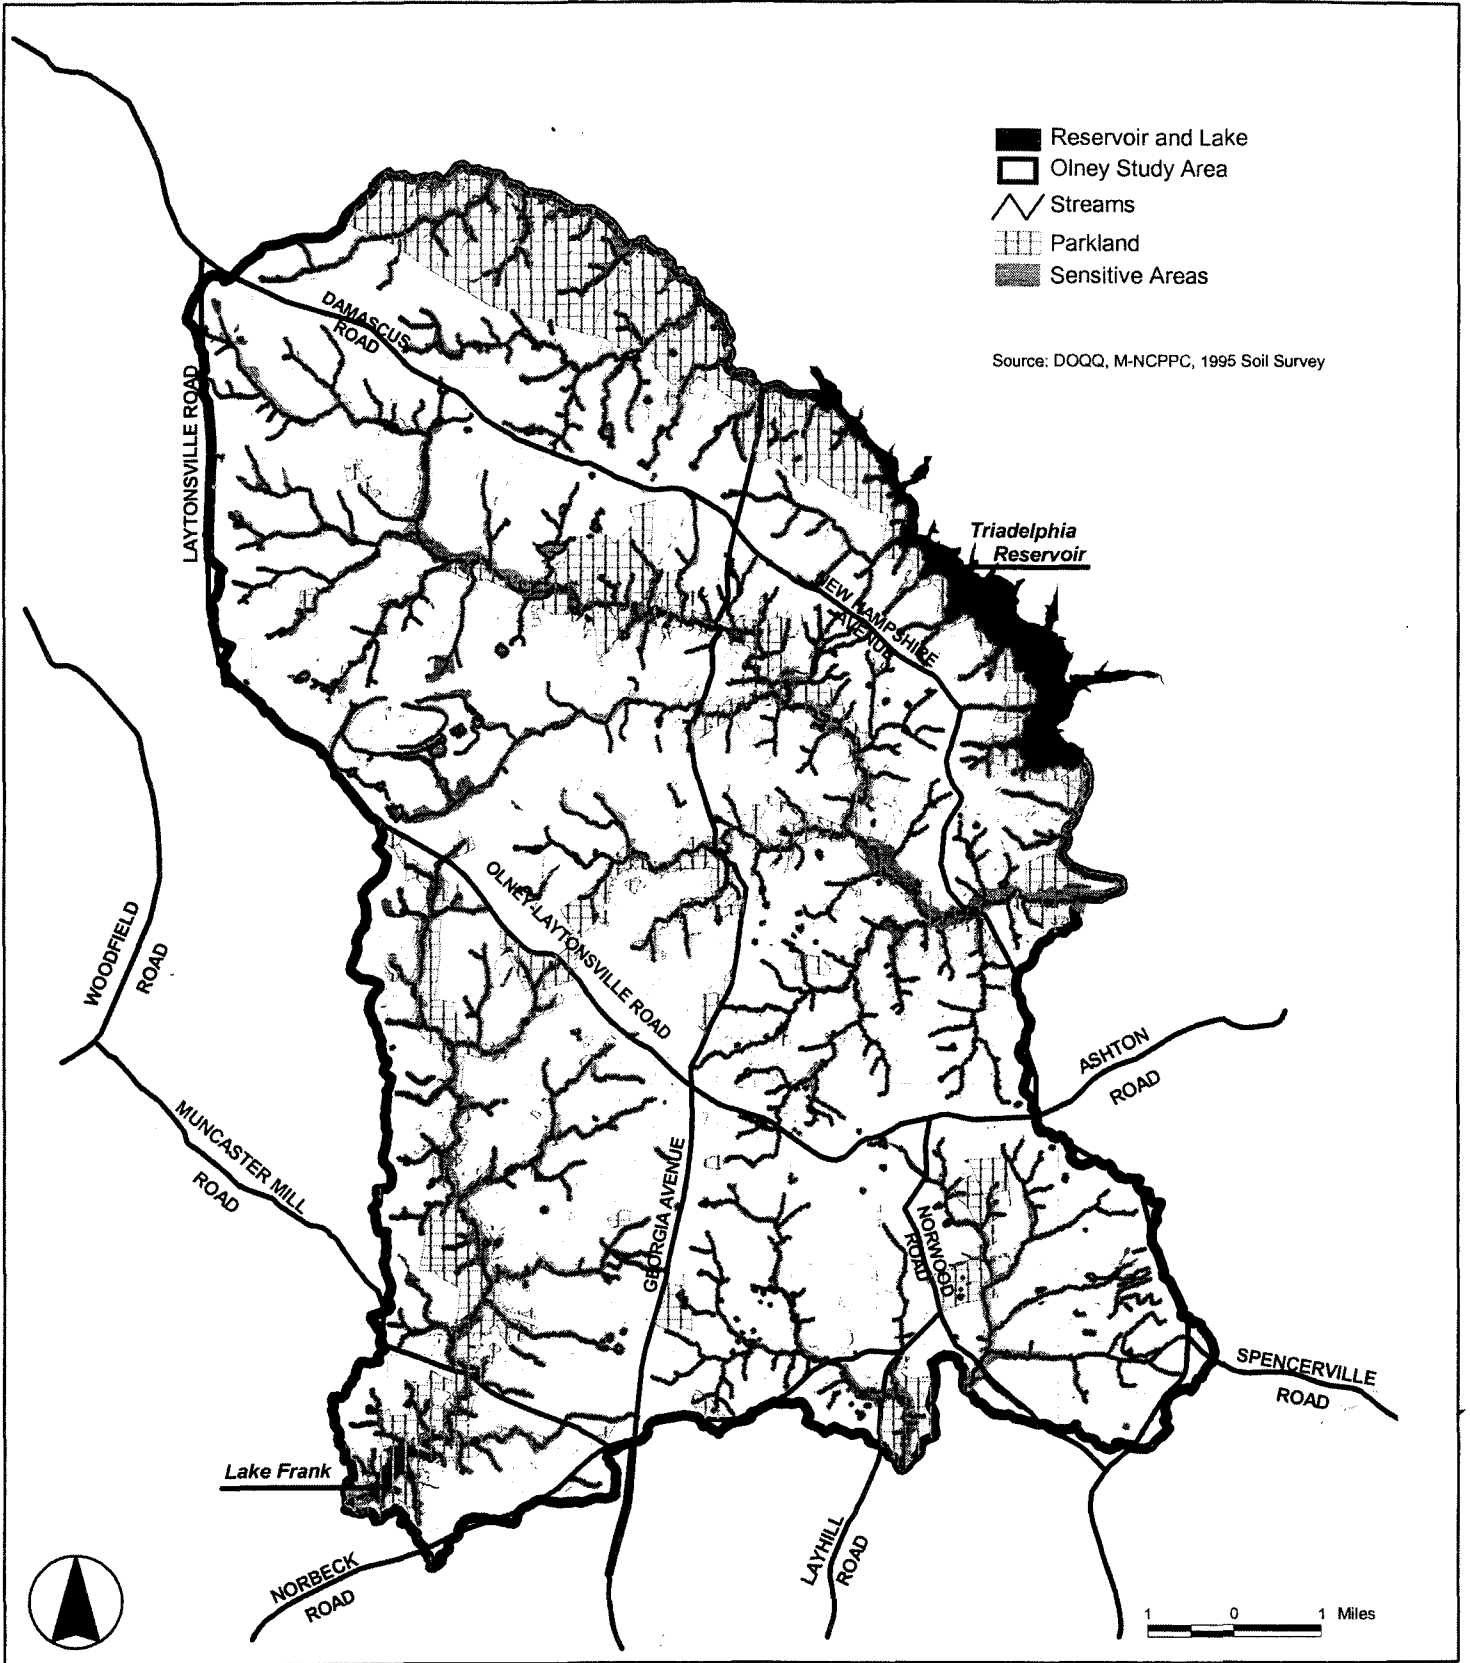 Reservoir and Lake
Olney Study Area
Streams
Parkland
Sensitive Areas
Source: DOQQ, M-NCPPC, 1995 Soil Survey
DAMASCUS
ROAD
LAYTONSVILLE ROAD
Triadelphia
Reservoir
NEW HAMPSHIRE
AVENUE
OLNEY-LAYTONSVILLE ROAD
WOODFIELD
ROAD
ASHTON
ROAD
MUNCASTER MILL
ROAD
GEORGIA AVENUE
NORWOOD
ROAD
SPENCERVILLE
ROAD
Lake Frank
LAYHILL
ROAD
NORBECK
ROAD
1 0 1 Miles